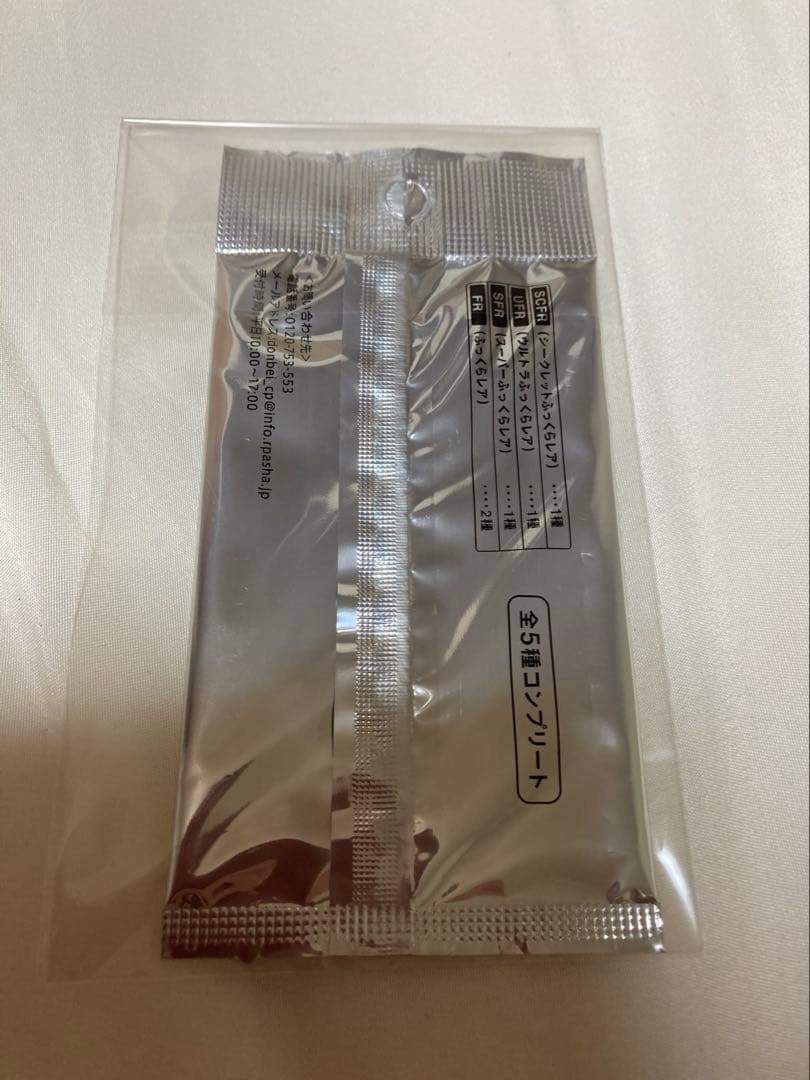 SCFR (シークレットふっくらレア) ‥‥1種
UFR (ウルトラふっくらレア) ‥‥1種
SFR (スーパーふっくらレア) ‥‥1種
FR (ふっくらレア) ‥‥2種
全5種コンプリート
<お問い合わせ先>
電話番号:0120-753-553
メールアドレス:donbei_cp@info.rpasha.jp
受付時間:平日10:00〜17:00